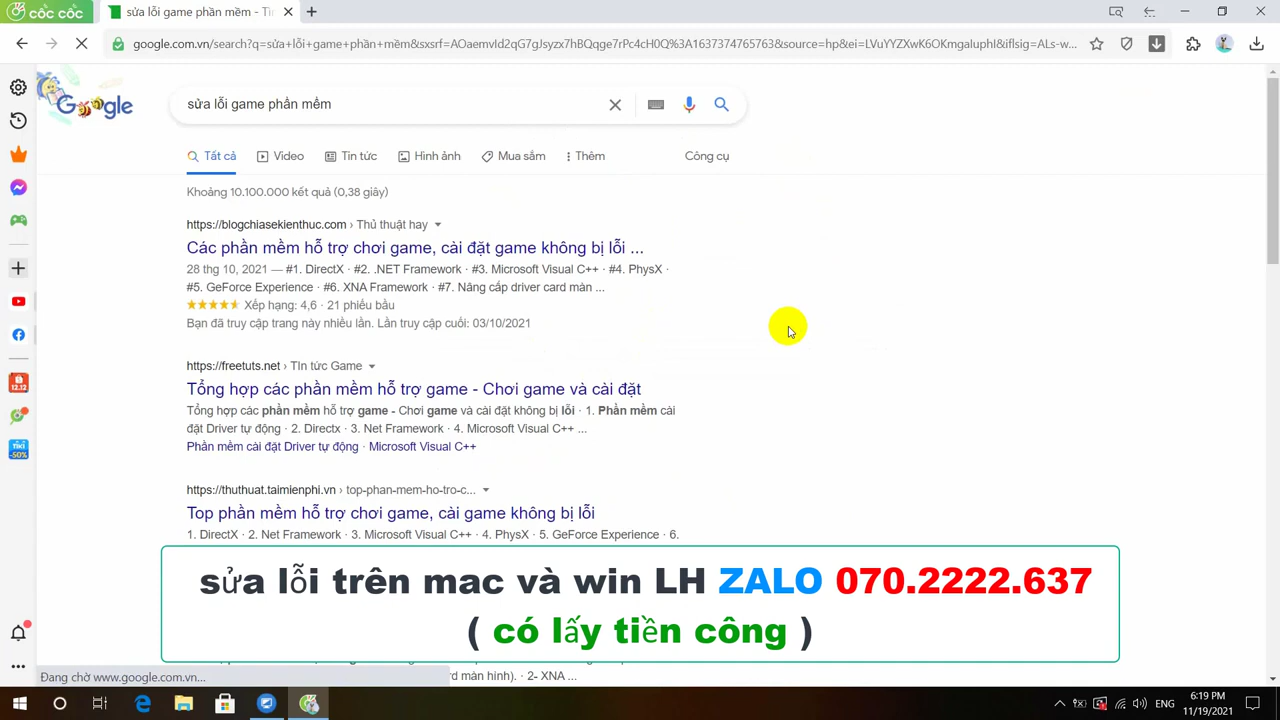 CỐC CỐC
sửa lỗi game phần mềm - Tìm
google.com.vn/search?q=sửa+lỗi+game+phần+mềm&sxsrf=AOaemvId2qG7gJsyzx7hBQqge7rPc4cH0Q%3A1637374765763&source=hp&ei=LVuYYZXwK6OKmgaluphI&iflsig=ALs-w...
Google
sửa lỗi game phần mềm
Tất cả
Video
Tin tức
Hình ảnh
Mua sắm
Thêm
Công cụ
Khoảng 10.100.000 kết quả (0,38 giây)
https://blogchiasekienthuc.com › Thủ thuật hay
Các phần mềm hỗ trợ chơi game, cài đặt game không bị lỗi ...
28 thg 10, 2021 — #1. DirectX · #2. .NET Framework · #3. Microsoft Visual C++ · #4. PhysX ·
#5. GeForce Experience · #6. XNA Framework · #7. Nâng cấp driver card màn ...
Xếp hạng: 4,6 · 21 phiếu bầu
Bạn đã truy cập trang này nhiều lần. Lần truy cập cuối: 03/10/2021
https://freetuts.net › TIn tức Game
Tổng hợp các phần mềm hỗ trợ game - Chơi game và cài đặt
Tổng hợp các phần mềm hỗ trợ game - Chơi game và cài đặt không bị lỗi · 1. Phần mềm cài
đặt Driver tự động · 2. Directx · 3. Net Framework · 4. Microsoft Visual C++ ...
Phần mềm cài đặt Driver tự động · Microsoft Visual C++
https://thuthuat.taimienphi.vn › top-phan-mem-ho-tro-c...
Top phần mềm hỗ trợ chơi game, cài game không bị lỗi
1. DirectX · 2. Net Framework · 3. Microsoft Visual C++ · 4. PhysX · 5. GeForce Experience · 6.
sửa lỗi trên mac và win LH ZALO 070.2222.637
( có lấy tiền công )
Đang chờ www.google.com.vn...
rd màn hình). · 2- XNA ...
12.12
TIKI
-50%
ENG
6:19 PM
11/19/2021